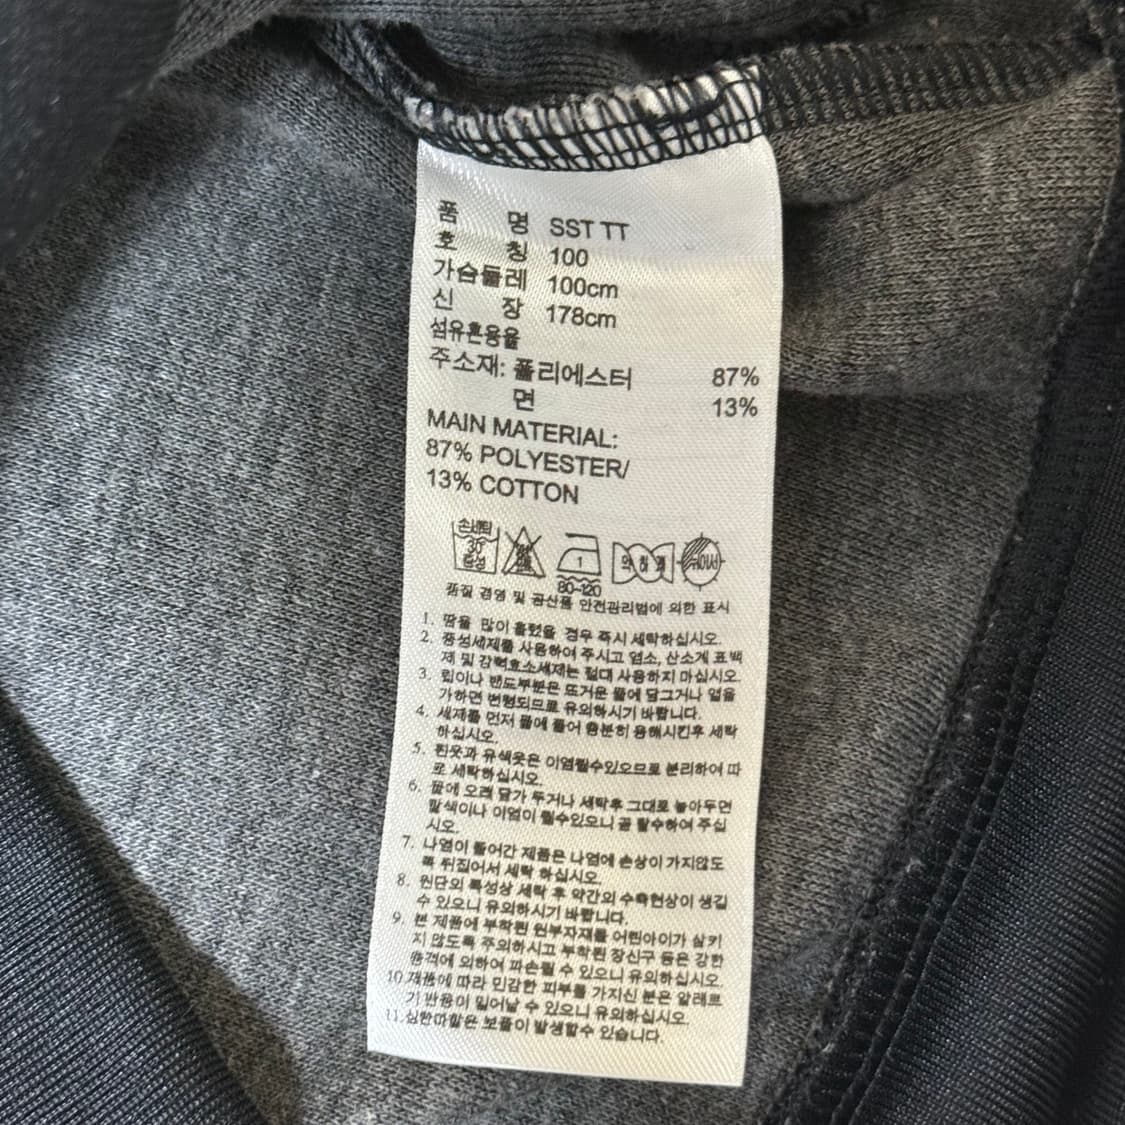 품 명 SST TT
호 칭 100
가슴둘레 100cm
신 장 178cm
섬유혼용율
주소재: 폴리에스터 87%
면 13%
MAIN MATERIAL:
87% POLYESTER/
13% COTTON
손세탁 30° 중성 1 80-120 약하게 뉘어서
품질 경영 및 공산품 안전관리법에 의한 표시
1. 땀을 많이 흘렸을 경우 즉시 세탁하십시오.
2. 중성세제를 사용하여 주시고 염소, 산소계 표백
제 및 강력효소세제는 절대 사용하지 마십시오.
3. 립이나 밴드부분은 뜨거운 물에 담그거나 열을
가하면 변형되므로 유의하시기 바랍니다.
4. 세제를 먼저 물에 풀어 충분히 용해시킨후 세탁
하십시오.
5. 흰옷과 유색옷은 이염될수있으므로 분리하여 따
로 세탁하십시오.
6. 물에 오래 담가 두거나 세탁후 그대로 놓아두면
탈색이나 이염이 될수있으니 곧 탈수하여 주십
시오.
7. 나염이 들어간 제품은 나염에 손상이 가지않도
록 뒤집어서 세탁 하십시오.
8. 원단의 특성상 세탁 후 약간의 수축현상이 생길
수 있으니 유의하시기 바랍니다.
9. 본 제품에 부착된 원부자재를 어린아이가 삼키
지 않도록 주의하시고 부착된 장신구 등은 강한
충격에 의하여 파손될 수 있으니 유의하십시오.
10.제품에 따라 민감한 피부를 가지신 분은 알레르
기 반응이 일어날 수 있으니 유의하십시오.
11.심한마찰은 보풀이 발생할수 있습니다.